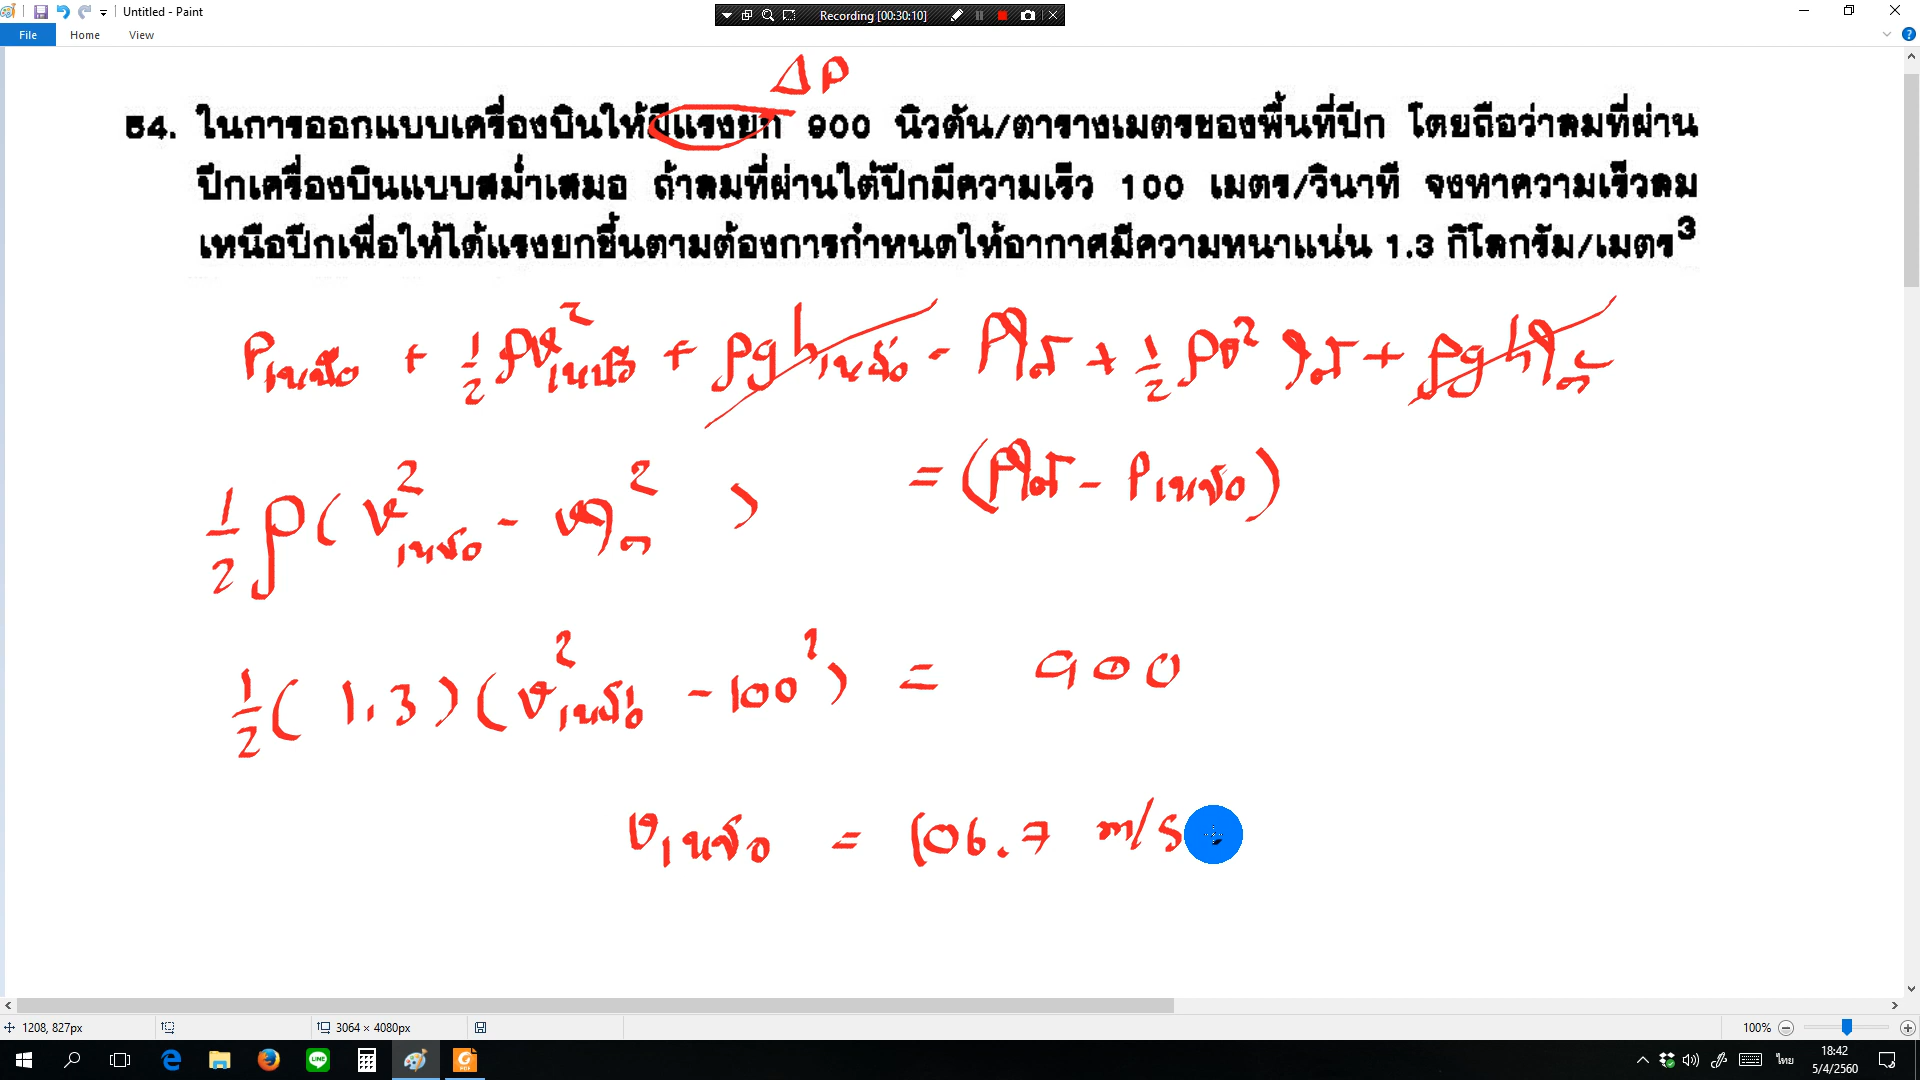 Untitled - Paint
Recording [00:30:10]
File Home View
ΔP
54. ในการออกแบบเครื่องบินให้มีแรงยก 900 นิวตัน/ตารางเมตรของพื้นที่ปีก โดยถือว่าลมที่ผ่าน
ปีกเครื่องบินแบบสม่ำเสมอ ถ้าลมที่ผ่านใต้ปีกมีความเร็ว 100 เมตร/วินาที จงหาความเร็วลม
เหนือปีกเพื่อให้ได้แรงยกขึ้นตามต้องการกำหนดให้อากาศมีความหนาแน่น 1.3 กิโลกรัม/เมตร³
Pเหนือ + ½ρv²เหนือ + ρghเหนือ = Pใต้ + ½ρv²ใต้ + ρghใต้
½ρ(v²เหนือ - vใต้²) = (Pใต้ - Pเหนือ)
½(1.3)(v²เหนือ - 100²) = 900
vเหนือ = 106.7 m/s
1208, 827px 3064 × 4080px 100%
LINE PDF ไทย 18:42
5/4/2560